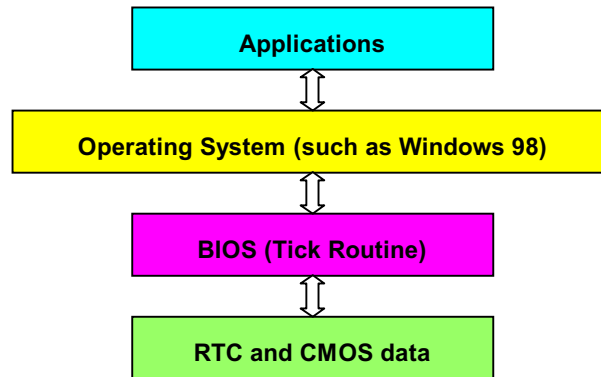 Applications
Operating System (such as Windows 98)
BIOS (Tick Routine)
RTC and CMOS data